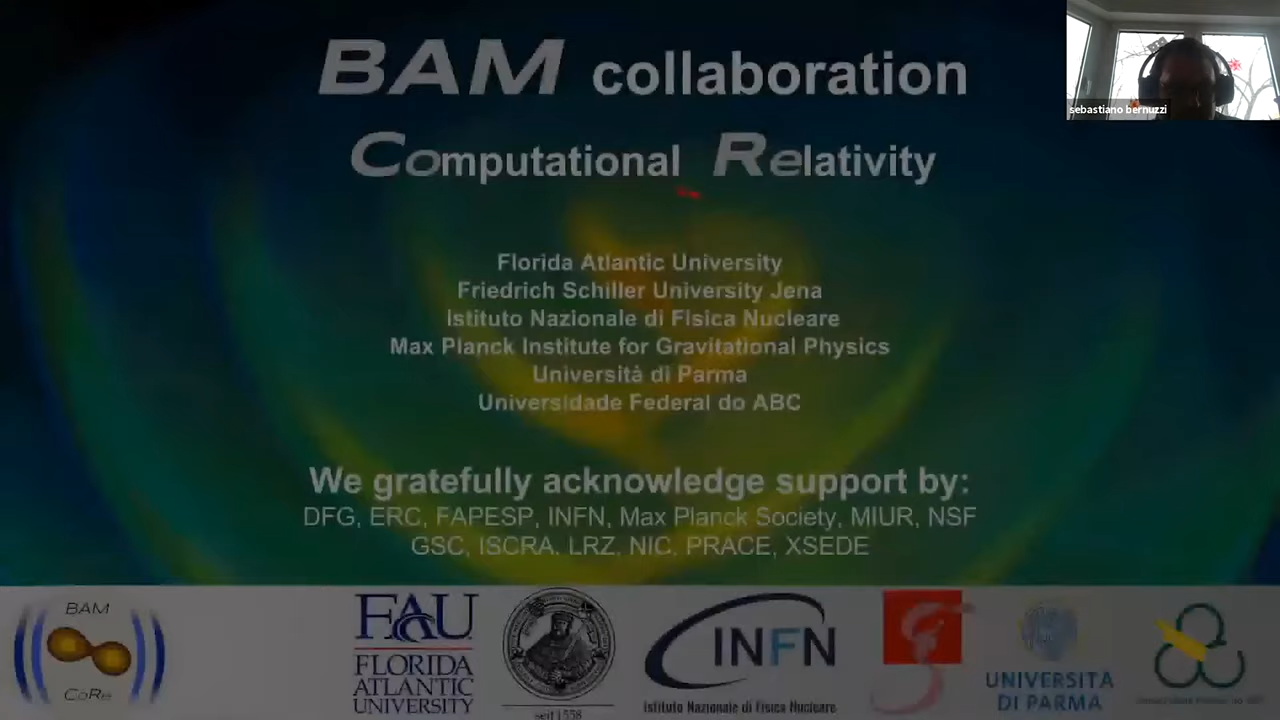 BAM collaboration
Computational Relativity
sebastiano bernuzzi
Florida Atlantic University
Friedrich Schiller University Jena
Istituto Nazionale di Fisica Nucleare
Max Planck Institute for Gravitational Physics
Università di Parma
Universidade Federal do ABC
We gratefully acknowledge support by:
DFG, ERC, FAPESP, INFN, Max Planck Society, MIUR, NSF
GSC, ISCRA, LRZ, NIC, PRACE, XSEDE
BAM
CoRe
FAU
FLORIDA
ATLANTIC
UNIVERSITY
seit 1558
INFN
Istituto Nazionale di Fisica Nucleare
UNIVERSITÀ
DI PARMA